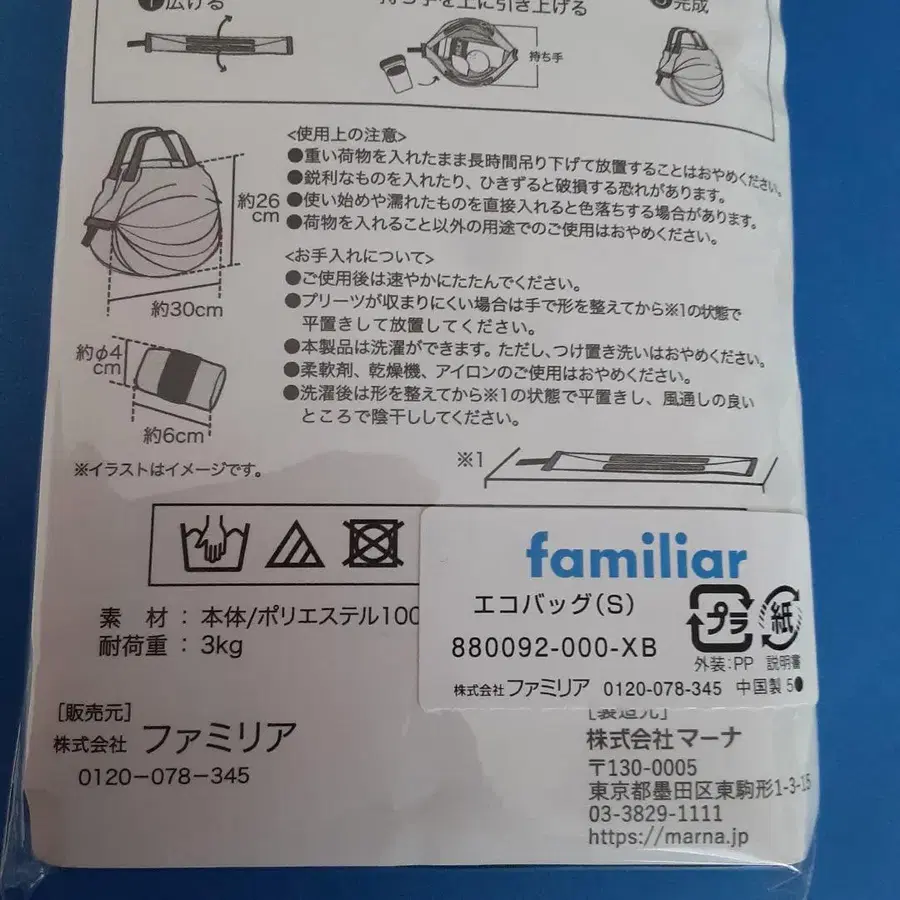 ❶広げる
持ち手を上に引き上げる
❸完成
持ち手
<使用上の注意>
●重い荷物を入れたまま長時間吊り下げて放置することはおやめください。
●鋭利なものを入れたり、ひきずると破損する恐れがあります。
●使い始めや濡れたものを直接入れると色落ちする場合があります。
●荷物を入れること以外の用途でのご使用はおやめください。
約26
cm
約30cm
<お手入れについて>
●ご使用後は速やかにたたんでください。
●プリーツが収まりにくい場合は手で形を整えてから※1の状態で
平置きして放置してください。
●本製品は洗濯ができます。ただし、つけ置き洗いはおやめください。
●柔軟剤、乾燥機、アイロンのご使用はおやめください。
●洗濯後は形を整えてから※1の状態で平置きし、風通しの良い
ところで陰干ししてください。
約φ4
cm
約6cm
※イラストはイメージです。
※1
素 材：本体/ポリエステル100
耐荷重：3kg
familiar
エコバッグ(S)
880092-000-XB
プラ
紙
外装:PP 説明書
株式会社ファミリア 0120-078-345 中国製 5●
[販売元]
株式会社 ファミリア
0120-078-345
[製造元]
株式会社マーナ
〒130-0005
東京都墨田区東駒形1-3-15
03-3829-1111
https://marna.jp